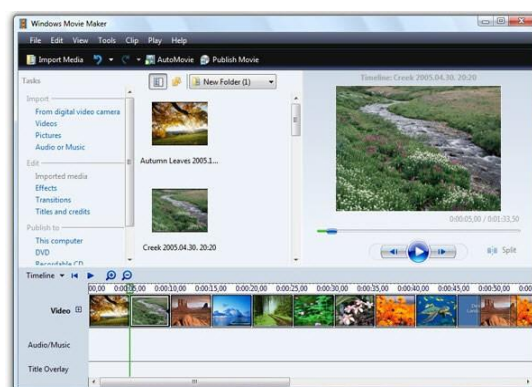 Windows Movie Maker
File Edit View Tools Clip Play Help
Import Media AutoMovie Publish Movie
Tasks
New Folder (1)
Timeline: Creek 2005.04.30. 20:20
Import
From digital video camera
Videos
Pictures
Audio or Music
Edit
Imported media
Effects
Transitions
Titles and credits
Publish to
This computer
DVD
Recordable CD
Autumn Leaves 2005.1...
Creek 2005.04.30. 20:20
0:00:05,00 / 0:01:33,50
Split
Timeline
00,00 0:00:05,00 0:00:10,00 0:00:15,00 0:00:20,00 0:00:25,00 0:00:30,00 0:00:35,00 0:00:40,00 0:00:45,00 0:00:50,00 0:00
Video
Audio/Music
Title Overlay